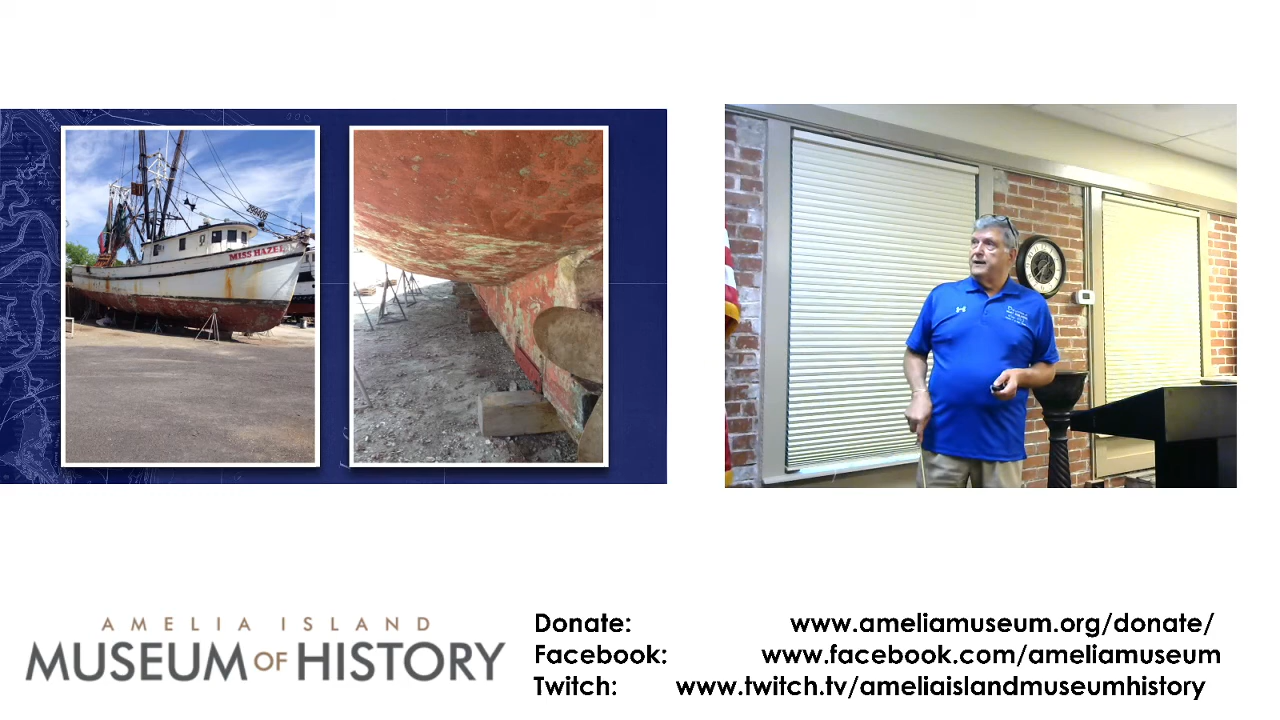 MISS HAZEL
AMELIA ISLAND
MUSEUM OF HISTORY
Donate: www.ameliamuseum.org/donate/
Facebook: www.facebook.com/ameliamuseum
Twitch: www.twitch.tv/ameliaislandmuseumhistory